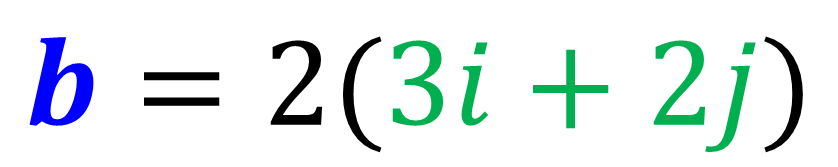 b = 2(3i + 2j)